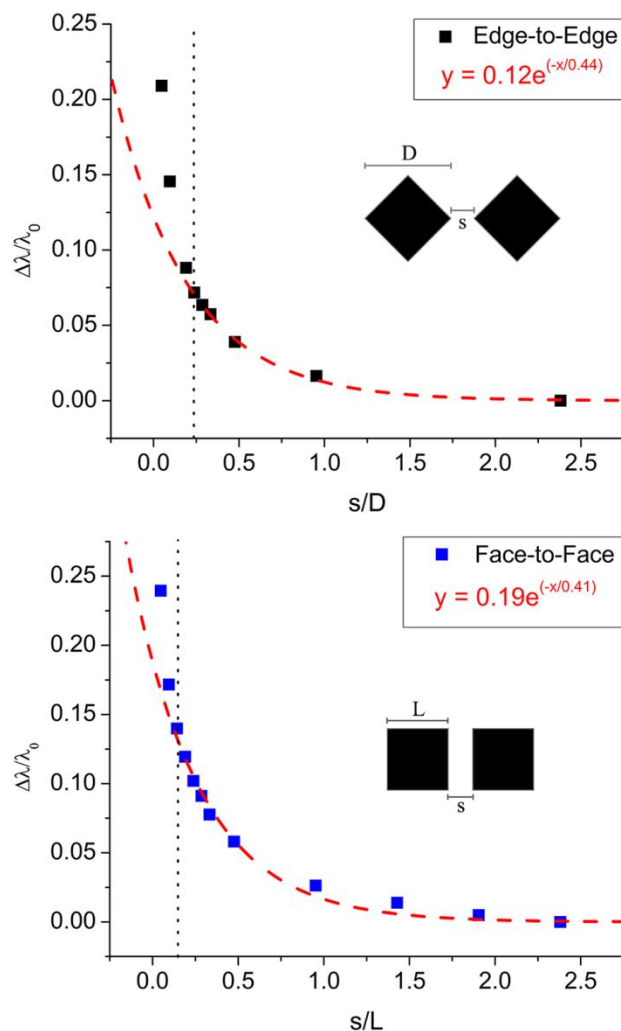 Edge-to-Edge
y = 0.12e^(-x/0.44)
0.25
0.20
0.15
0.10
0.05
0.00
Δλ/λ₀
D
s
0.0 0.5 1.0 1.5 2.0 2.5
s/D
Face-to-Face
y = 0.19e^(-x/0.41)
0.25
0.20
0.15
0.10
0.05
0.00
Δλ/λ₀
L
s
0.0 0.5 1.0 1.5 2.0 2.5
s/L